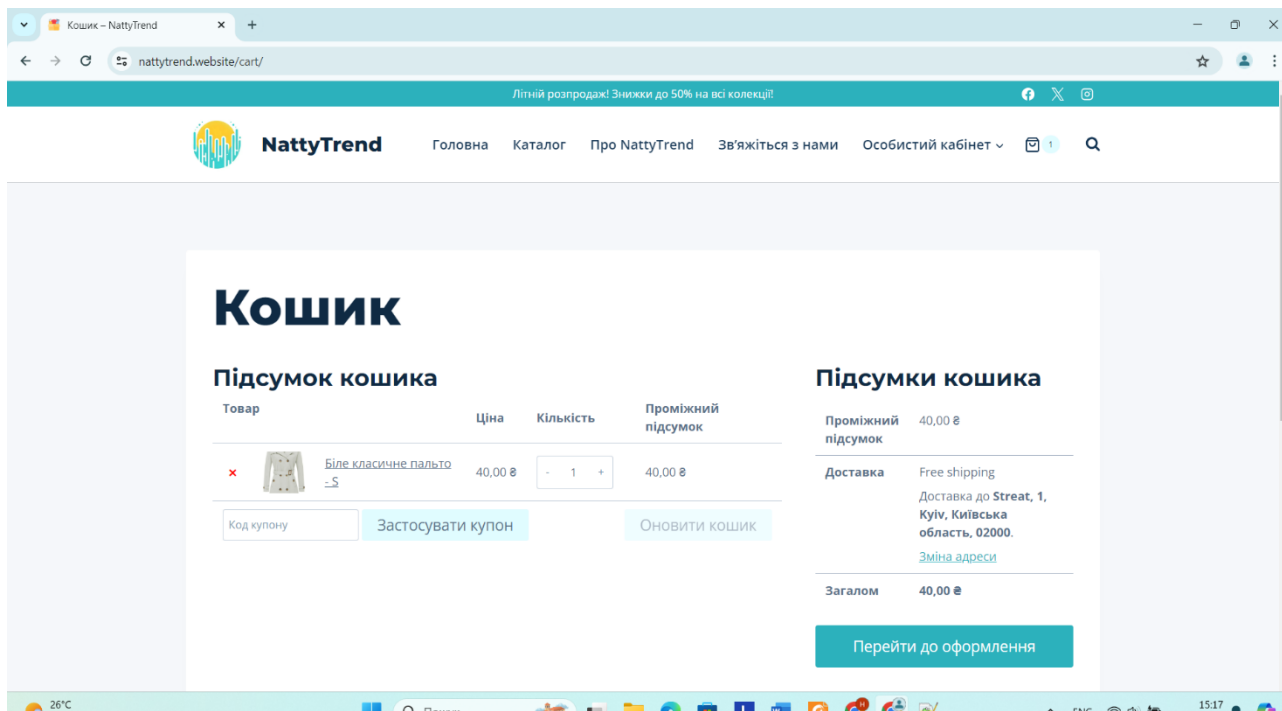 Кошик – NattyTrend
nattytrend.website/cart/
Літній розпродаж! Знижки до 50% на всі колекції!
NattyTrend
Головна
Каталог
Про NattyTrend
Зв’яжіться з нами
Особистий кабінет
1
Кошик
Підсумок кошика
Товар
Ціна
Кількість
Проміжний
підсумок
Біле класичне пальто
- S
40,00 ₴
- 1 +
40,00 ₴
Код купону
Застосувати купон
Оновити кошик
Підсумки кошика
Проміжний
підсумок
40,00 ₴
Доставка
Free shipping
Доставка до Streat, 1,
Kyiv, Київська
область, 02000.
Зміна адреси
Загалом
40,00 ₴
Перейти до оформлення
26°C
ENG
15:17